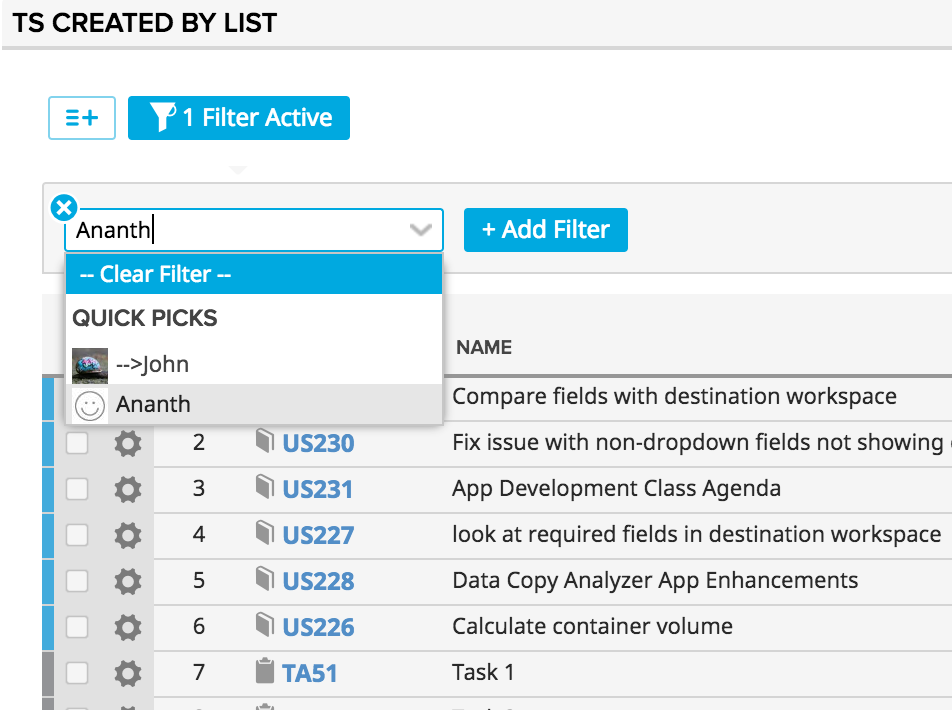 TS CREATED BY LIST
1 Filter Active
Ananth
+ Add Filter
-- Clear Filter --
QUICK PICKS
-->John
Ananth
NAME
Compare fields with destination workspace
2 US230 Fix issue with non-dropdown fields not showing
3 US231 App Development Class Agenda
4 US227 look at required fields in destination workspace
5 US228 Data Copy Analyzer App Enhancements
6 US226 Calculate container volume
7 TA51 Task 1